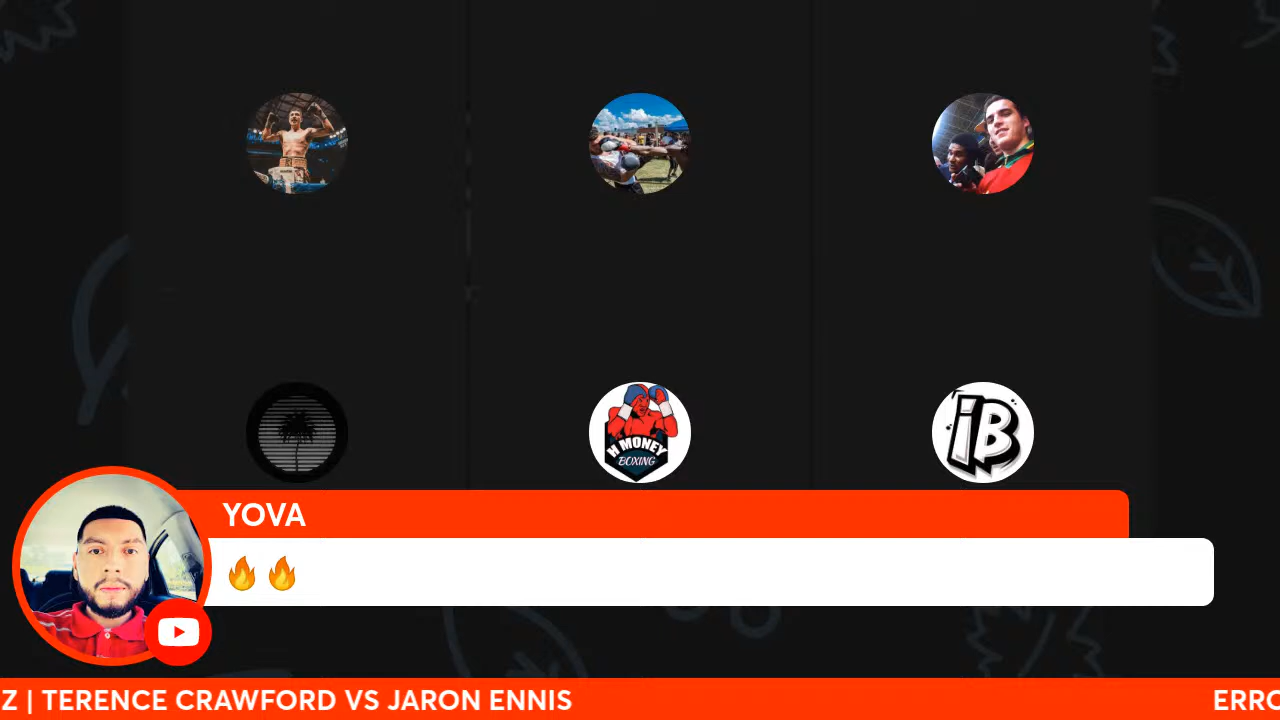 H MONEY
BOXING
iB
YOVA
🔥 🔥
Z | TERENCE CRAWFORD VS JARON ENNIS
ERRO